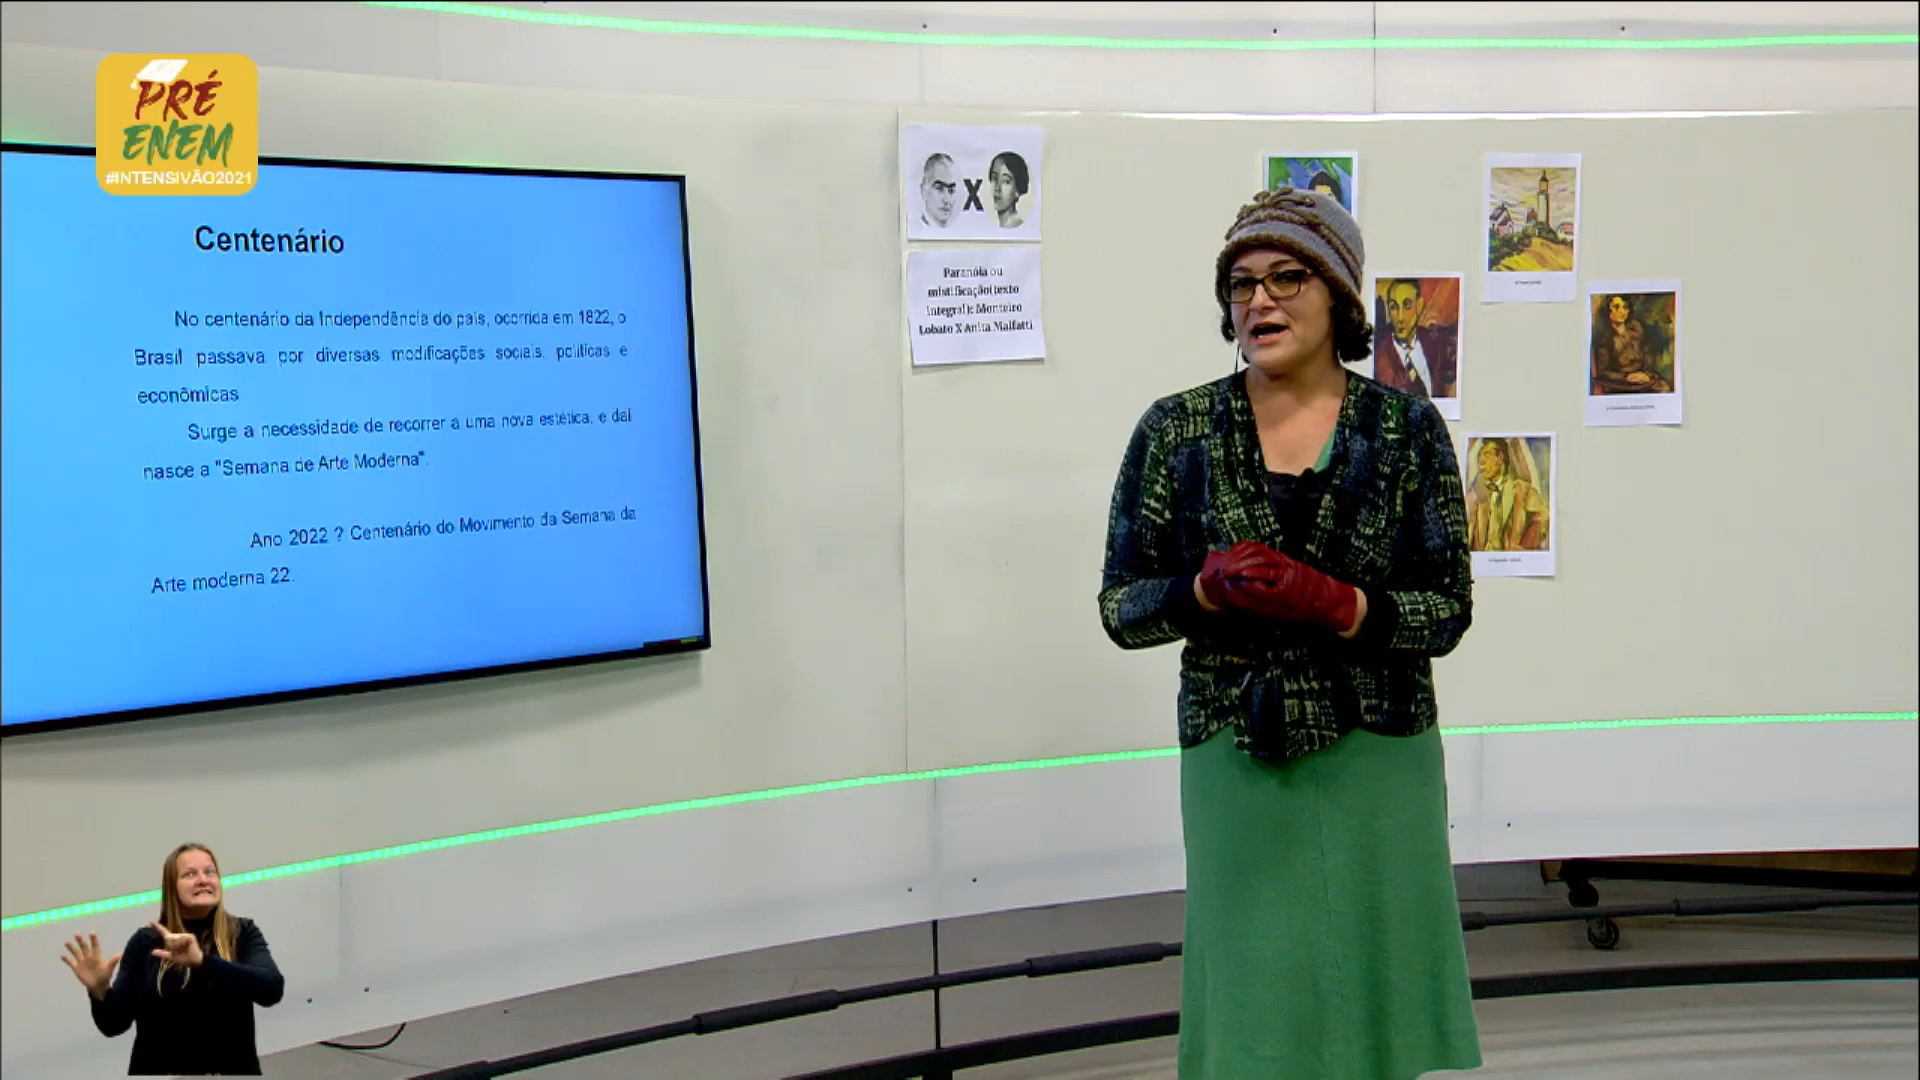 PRÉ
ENEM
#INTENSIVÃO2021
Centenário
No centenário da Independência do país, ocorrida em 1822, o
Brasil passava por diversas modificações sociais, políticas e
econômicas
Surge a necessidade de recorrer a uma nova estética, e daí
nasce a "Semana de Arte Moderna".
Ano 2022 ? Centenário do Movimento da Semana da
Arte moderna 22.
X
Paranóia ou
mistificação(texto
integral): Monteiro
Lobato X Anita Malfatti